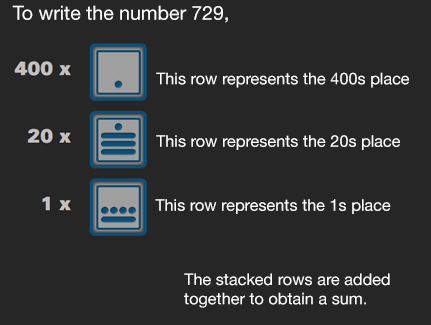 To write the number 729,
400 x
This row represents the 400s place
20 x
This row represents the 20s place
1 x
This row represents the 1s place
The stacked rows are added
together to obtain a sum.